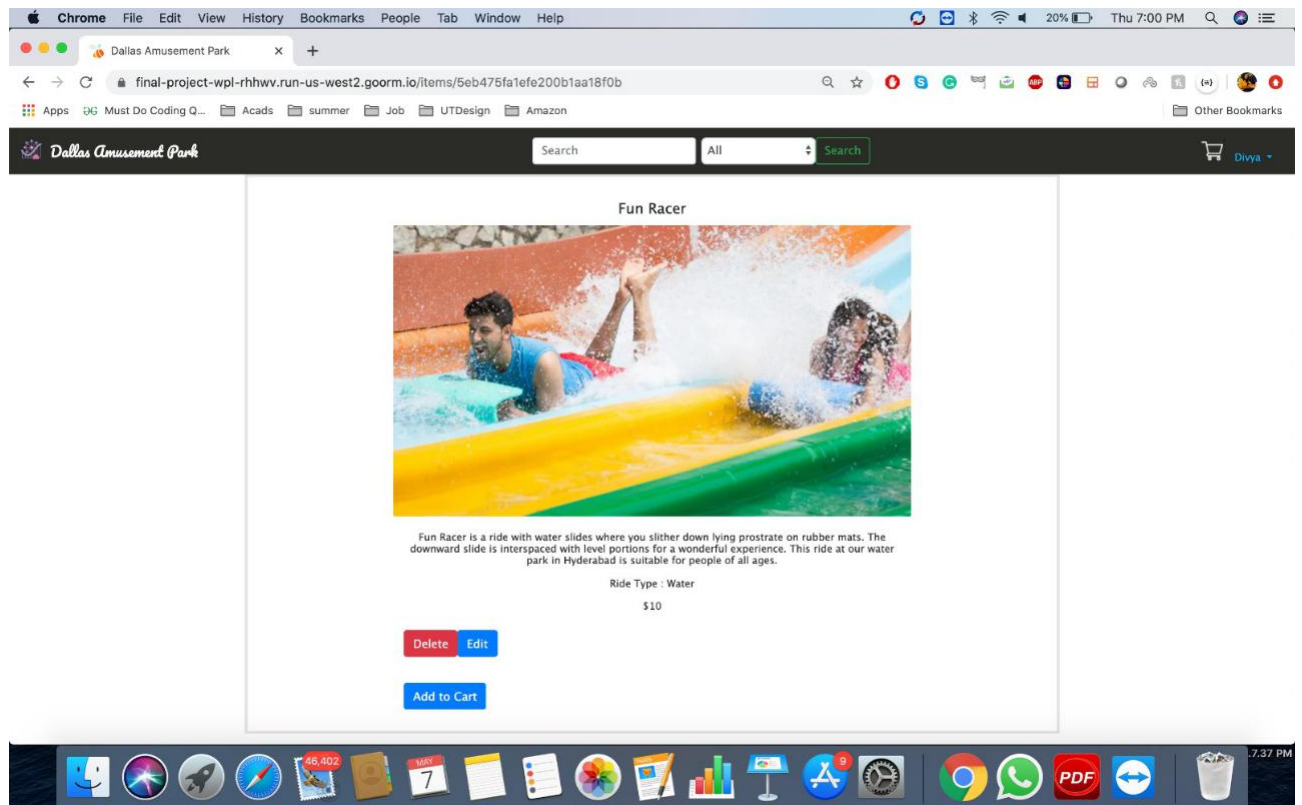 Chrome File Edit View History Bookmarks People Tab Window Help 20% Thu 7:00 PM
Dallas Amusement Park × +
final-project-wpl-rhhwv.run-us-west2.goorm.io/items/5eb475fa1efe200b1aa18f0b
Apps Must Do Coding Q... Acads summer Job UTDesign Amazon Other Bookmarks
Dallas Amusement Park Search All Search Divya
Fun Racer
Fun Racer is a ride with water slides where you slither down lying prostrate on rubber mats. The
downward slide is interspaced with level portions for a wonderful experience. This ride at our water
park in Hyderabad is suitable for people of all ages.
Ride Type : Water
$10
Delete Edit
Add to Cart
46,402 MAY 9
7 PDF
.7.37 PM